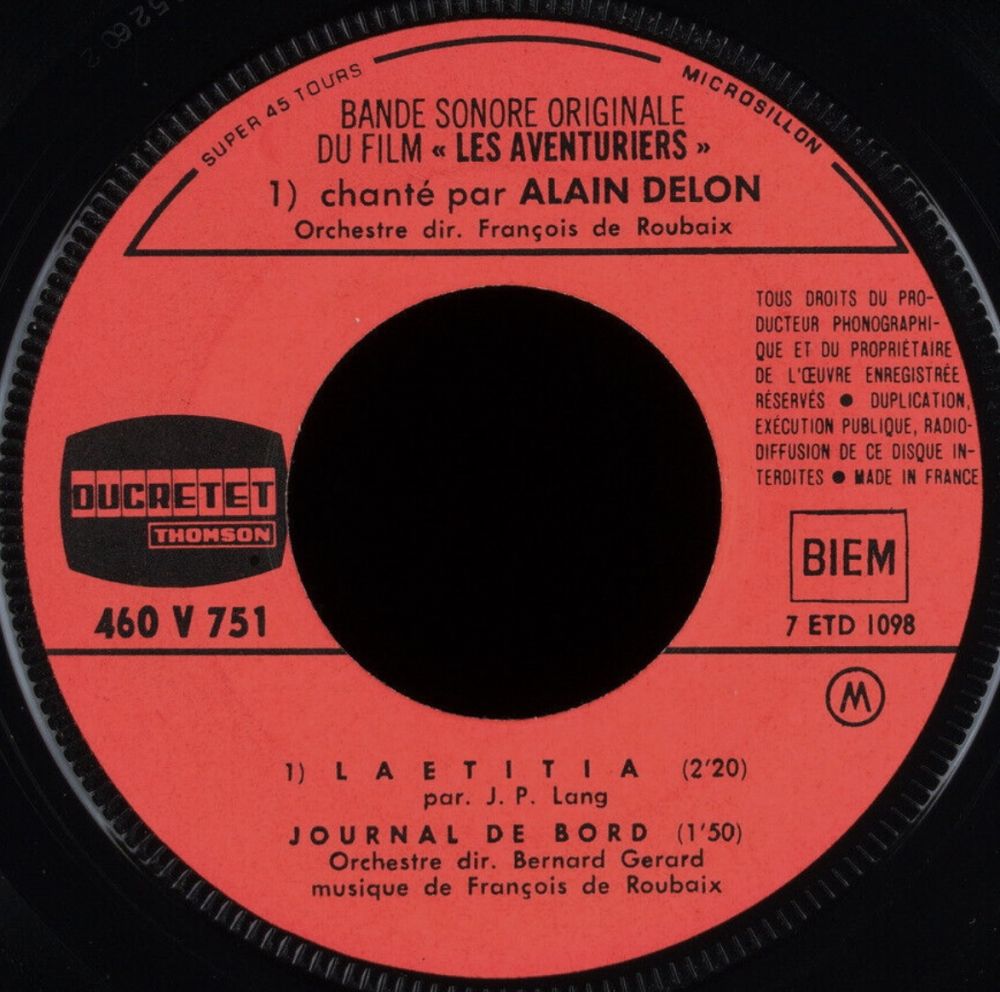 SUPER 45 TOURS
MICROSILLON
BANDE SONORE ORIGINALE
DU FILM « LES AVENTURIERS »
1) chanté par ALAIN DELON
Orchestre dir. François de Roubaix
TOUS DROITS DU PRO-
DUCTEUR PHONOGRAPHI-
QUE ET DU PROPRIÉTAIRE
DE L'ŒUVRE ENREGISTRÉE
RÉSERVÉS ● DUPLICATION,
EXÉCUTION PUBLIQUE, RADIO-
DIFFUSION DE CE DISQUE IN-
TERDITES ● MADE IN FRANCE
DUCRETET
THOMSON
460 V 751
BIEM
7 ETD 1098
M
1) LAETITIA (2'20)
par. J. P. Lang
JOURNAL DE BORD (1'50)
Orchestre dir. Bernard Gerard
musique de François de Roubaix